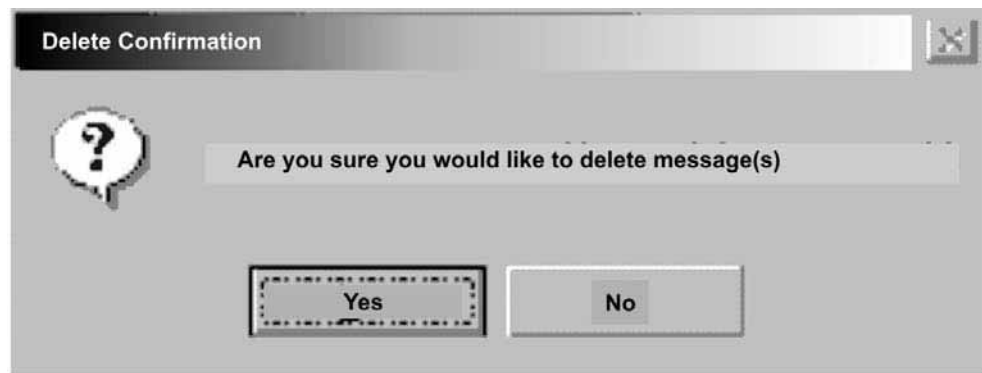 Delete Confirmation
?
Are you sure you would like to delete message(s)
Yes
No